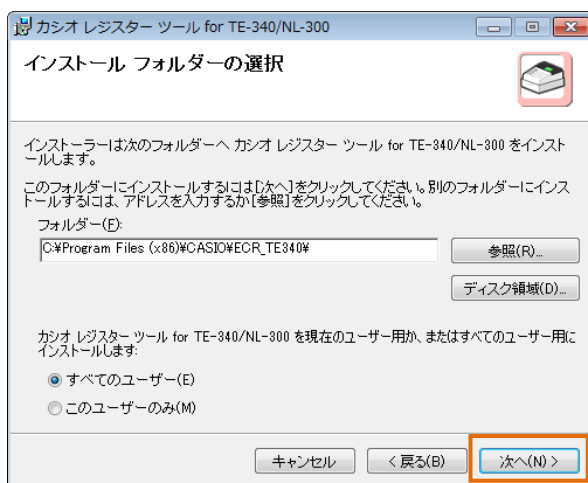 カシオ レジスター ツール for TE-340/NL-300
インストール フォルダーの選択
インストーラーは次のフォルダーへ カシオ レジスター ツール for TE-340/NL-300 をインスト
ールします。
このフォルダーにインストールするには[次へ]をクリックしてください。別のフォルダーにインス
トールするには、アドレスを入力するか[参照]をクリックしてください。
フォルダー(F):
C:¥Program Files (x86)¥CASIO¥ECR_TE340¥
参照(R)...
ディスク領域(D)...
カシオ レジスター ツール for TE-340/NL-300 を現在のユーザー用か、またはすべてのユーザー用に
インストールします:
すべてのユーザー(E)
このユーザーのみ(M)
キャンセル
< 戻る(B)
次へ(N) >